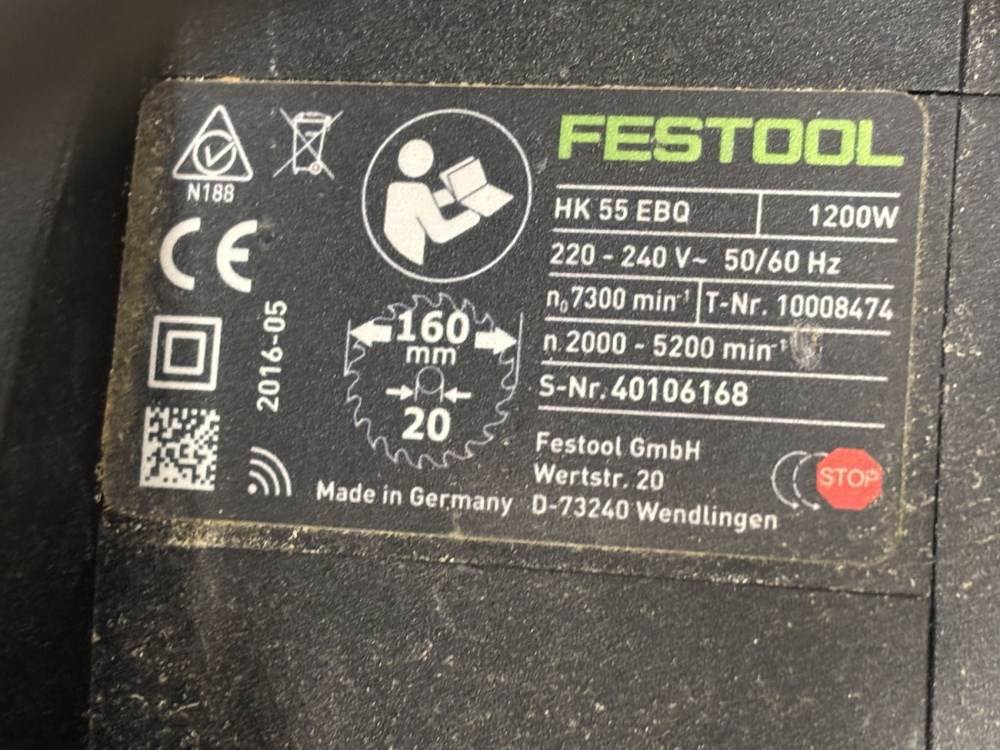 N188
CE
2016-05
160
mm
20
Made in Germany
FESTOOL
HK 55 EBQ 1200W
220 - 240 V~ 50/60 Hz
n₀ 7300 min⁻¹ T-Nr. 10008474
n 2000 - 5200 min⁻¹
S-Nr. 40106168
Festool GmbH
Wertstr. 20
D-73240 Wendlingen
STOP